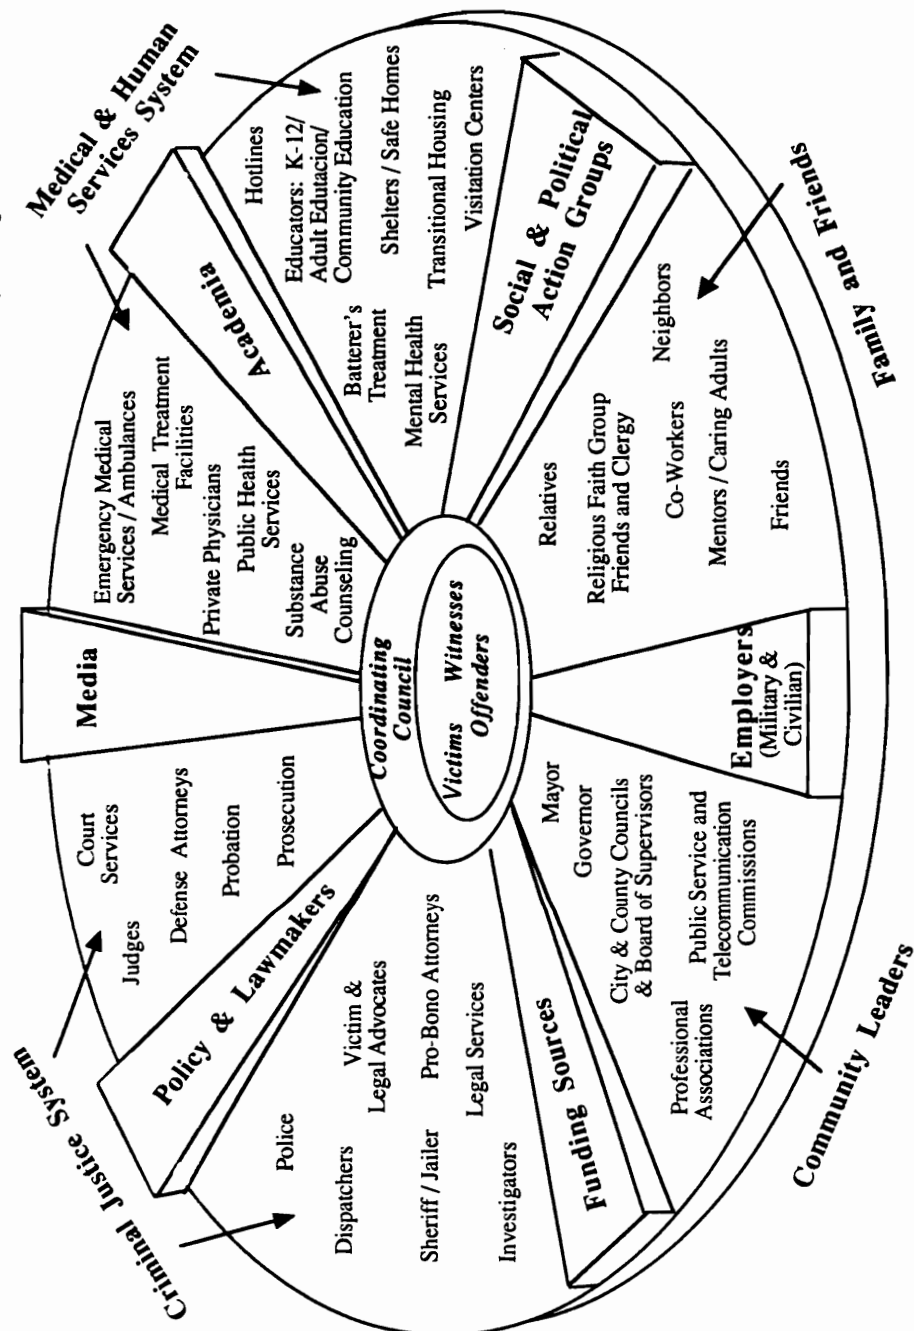 Medical & Human
Services System
Criminal Justice System
Community Leaders
Family and Friends
Media
Academia
Social & Political
Action Groups
Employers
(Military &
Civilian)
Funding Sources
Policy & Lawmakers
Coordinating
Council
Victims Witnesses
Offenders
Court
Services
Judges
Defense Attorneys
Probation
Prosecution
Emergency Medical
Services / Ambulances
Medical Treatment
Facilities
Private Physicians
Public Health
Services
Substance
Abuse
Counseling
Hotlines
Educators: K-12/
Adult Edutacion/
Community Education
Shelters / Safe Homes
Transitional Housing
Visitation Centers
Batterer's
Treatment
Mental Health
Services
Police
Dispatchers
Victim &
Legal Advocates
Sheriff / Jailer
Pro-Bono Attorneys
Legal Services
Investigators
Mayor
Governor
City & County Councils
& Board of Supervisors
Public Service and
Telecommunication
Commissions
Professional
Associations
Relatives
Religious Faith Group
Friends and Clergy
Neighbors
Co-Workers
Mentors / Caring Adults
Friends